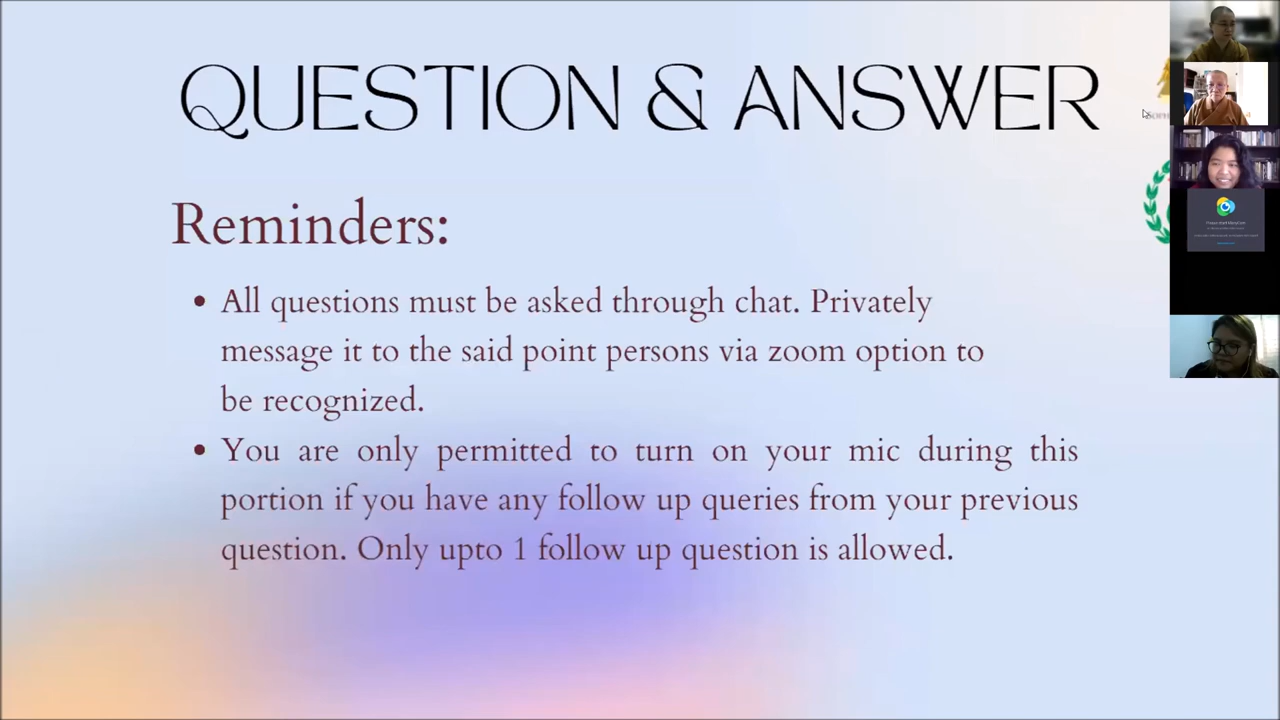 QUESTION & ANSWER
Reminders:
• All questions must be asked through chat. Privately
message it to the said point persons via zoom option to
be recognized.
• You are only permitted to turn on your mic during this
portion if you have any follow up queries from your previous
question. Only upto 1 follow up question is allowed.